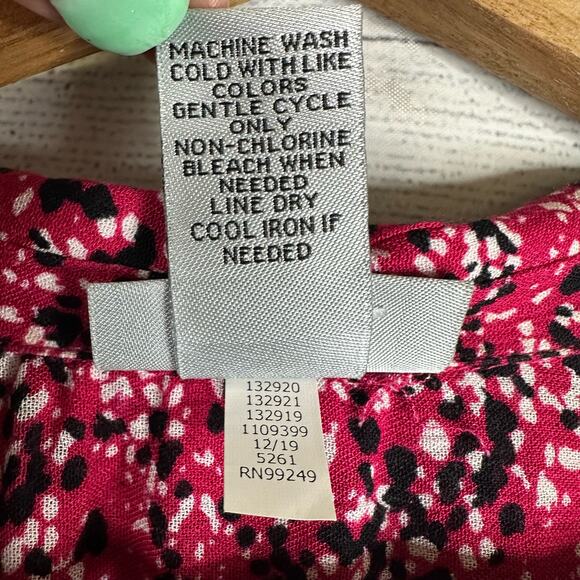 MACHINE WASH
COLD WITH LIKE
COLORS
GENTLE CYCLE
ONLY
NON-CHLORINE
BLEACH WHEN
NEEDED
LINE DRY
COOL IRON IF
NEEDED
132920
132921
132919
1109399
12/19
5261
RN99249